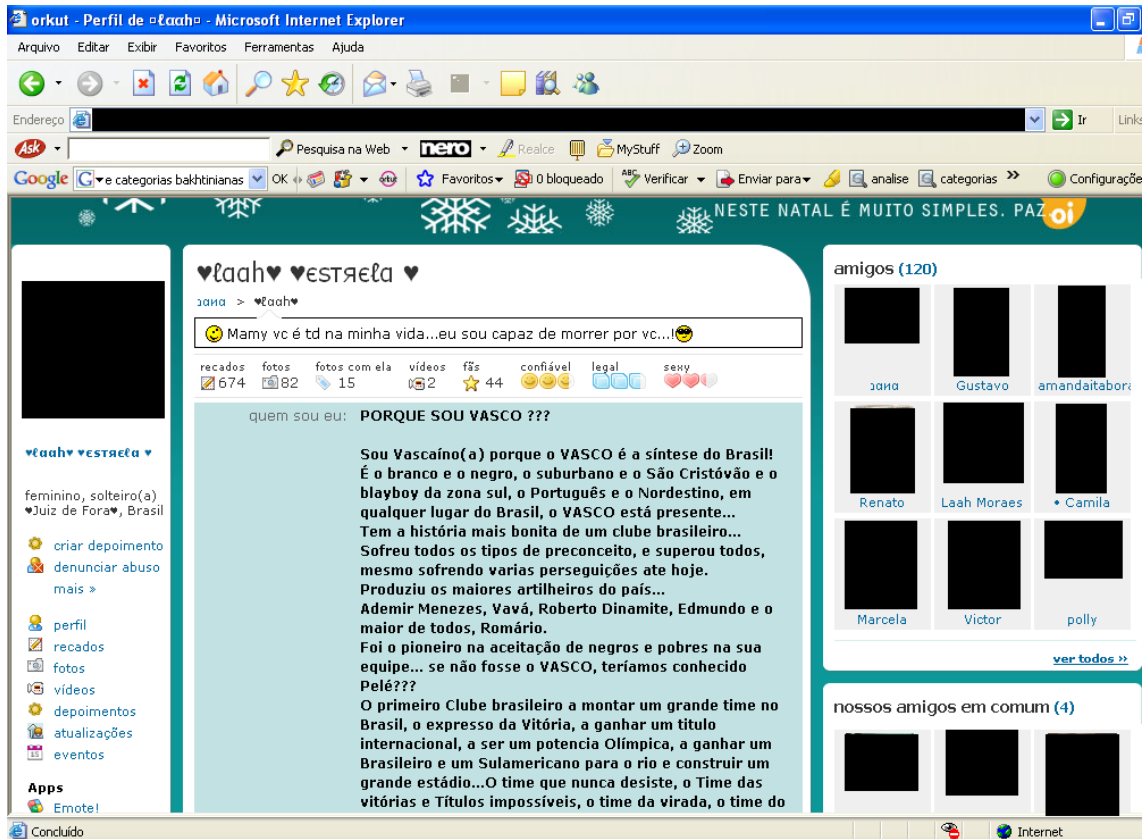 orkut - Perfil de ¤ℓααh¤ - Microsoft Internet Explorer
Arquivo Editar Exibir Favoritos Ferramentas Ajuda
Endereço Ir Links
Ask Pesquisa na Web nero Realce MyStuff Zoom
Google G e categorias bakhtinianas OK orkut Favoritos 0 bloqueado ABC Verificar Enviar para analise categorias » Configuraçõe
NESTE NATAL É MUITO SIMPLES. PAZ oi
♥ℓααh♥ ♥єѕтяєℓα ♥
ɔαиα > ♥ℓααh♥
Mamy vc é td na minha vida...eu sou capaz de morrer por vc...!
recados fotos fotos com ela vídeos fãs confiável legal sexy
674 82 15 2 44
quem sou eu: PORQUE SOU VASCO ???
Sou Vascaíno(a) porque o VASCO é a síntese do Brasil!
É o branco e o negro, o suburbano e o São Cristóvão e o
blayboy da zona sul, o Português e o Nordestino, em
qualquer lugar do Brasil, o VASCO está presente...
Tem a história mais bonita de um clube brasileiro...
Sofreu todos os tipos de preconceito, e superou todos,
mesmo sofrendo varias perseguições ate hoje.
Produziu os maiores artilheiros do país...
Ademir Menezes, Vavá, Roberto Dinamite, Edmundo e o
maior de todos, Romário.
Foi o pioneiro na aceitação de negros e pobres na sua
equipe... se não fosse o VASCO, teríamos conhecido
Pelé???
O primeiro Clube brasileiro a montar um grande time no
Brasil, o expresso da Vitória, a ganhar um titulo
internacional, a ser um potencia Olímpica, a ganhar um
Brasileiro e um Sulamericano para o rio e construir um
grande estádio...O time que nunca desiste, o Time das
vitórias e Títulos impossíveis, o time da virada, o time do
♥ℓααh♥ ♥єѕтяєℓα ♥
feminino, solteiro(a)
♥Juiz de Fora♥, Brasil
criar depoimento
denunciar abuso
mais »
perfil
recados
fotos
vídeos
depoimentos
atualizações
eventos
Apps
Emote!
amigos (120)
ɔαиα Gustavo amandaitabora
Renato Laah Moraes • Camila
Marcela Victor polly
ver todos »
nossos amigos em comum (4)
Concluído Internet